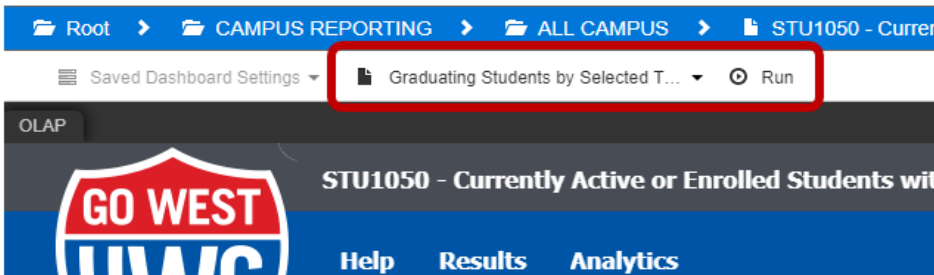 Root > CAMPUS REPORTING > ALL CAMPUS > STU1050 - Curre
Saved Dashboard Settings Graduating Students by Selected T... Run
OLAP
STU1050 - Currently Active or Enrolled Students wit
GO WEST
UWG
Help Results Analytics